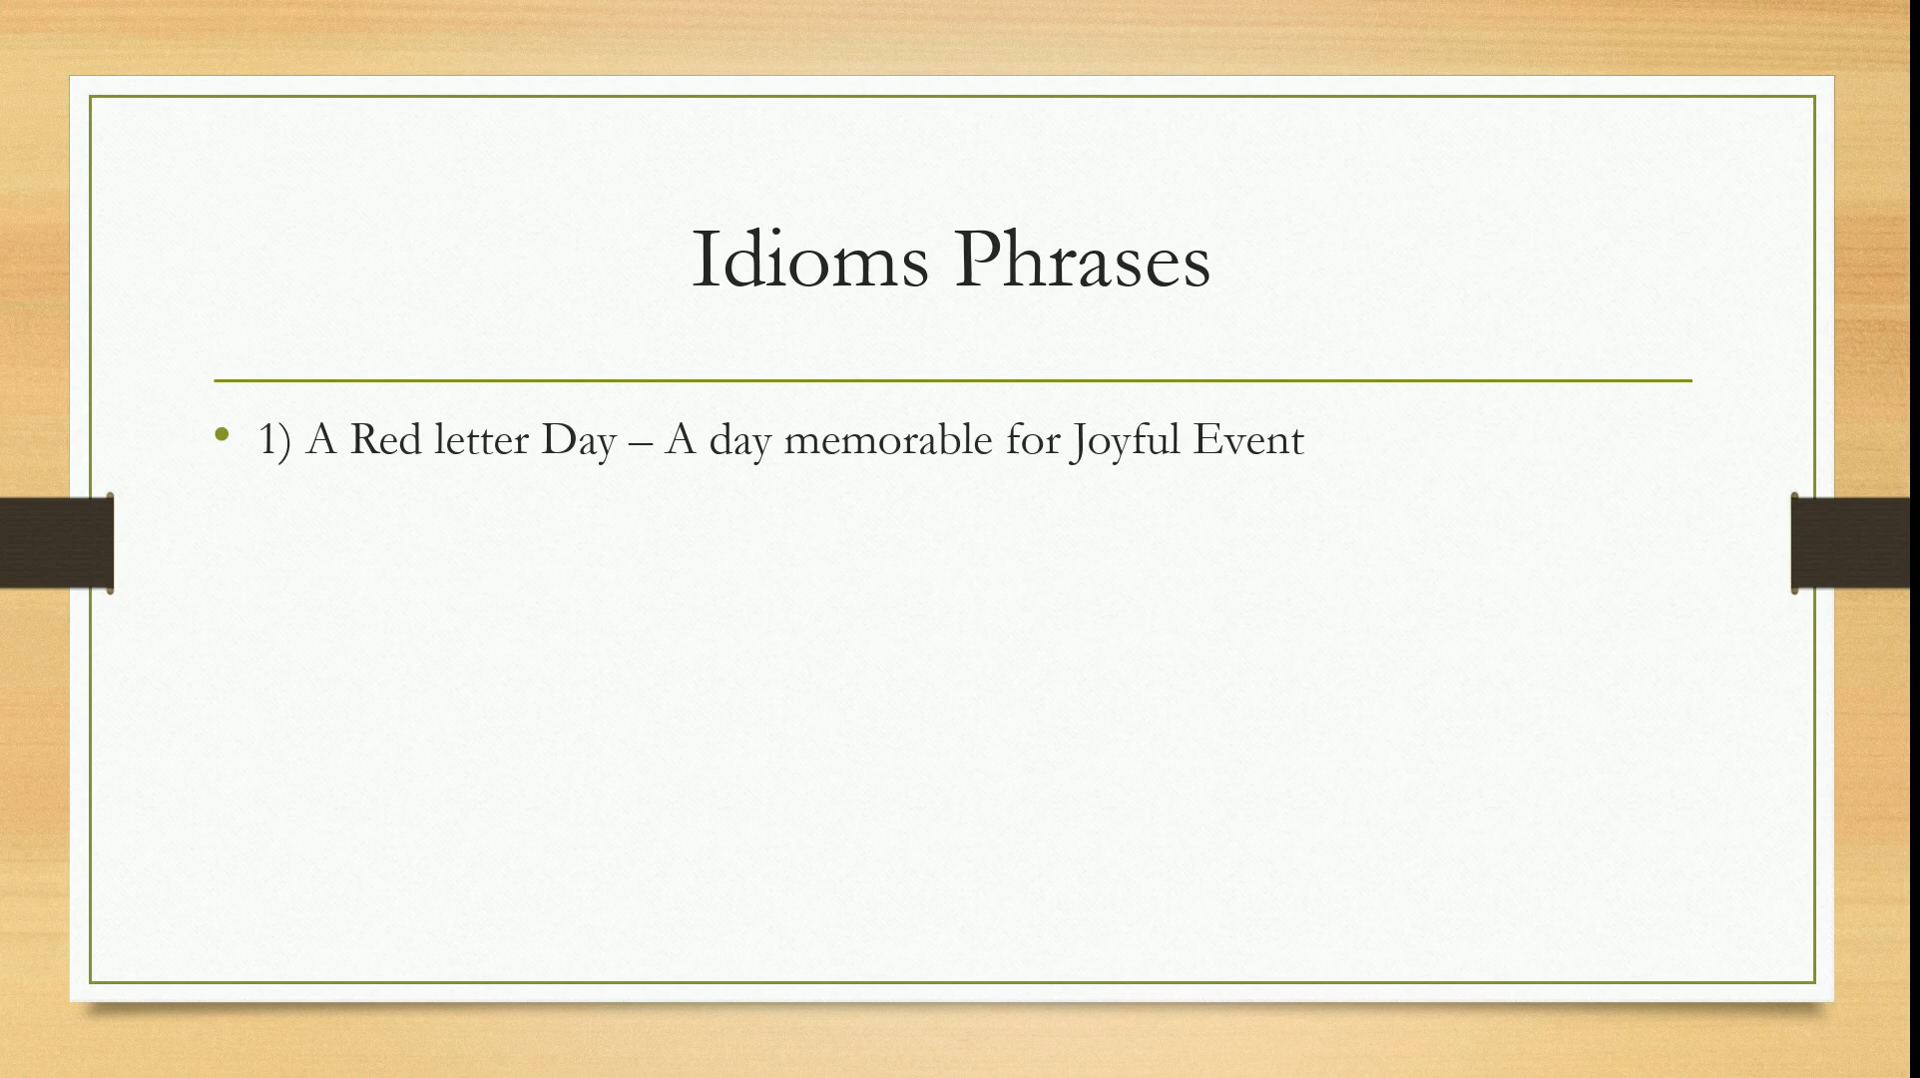 Idioms Phrases
• 1) A Red letter Day – A day memorable for Joyful Event